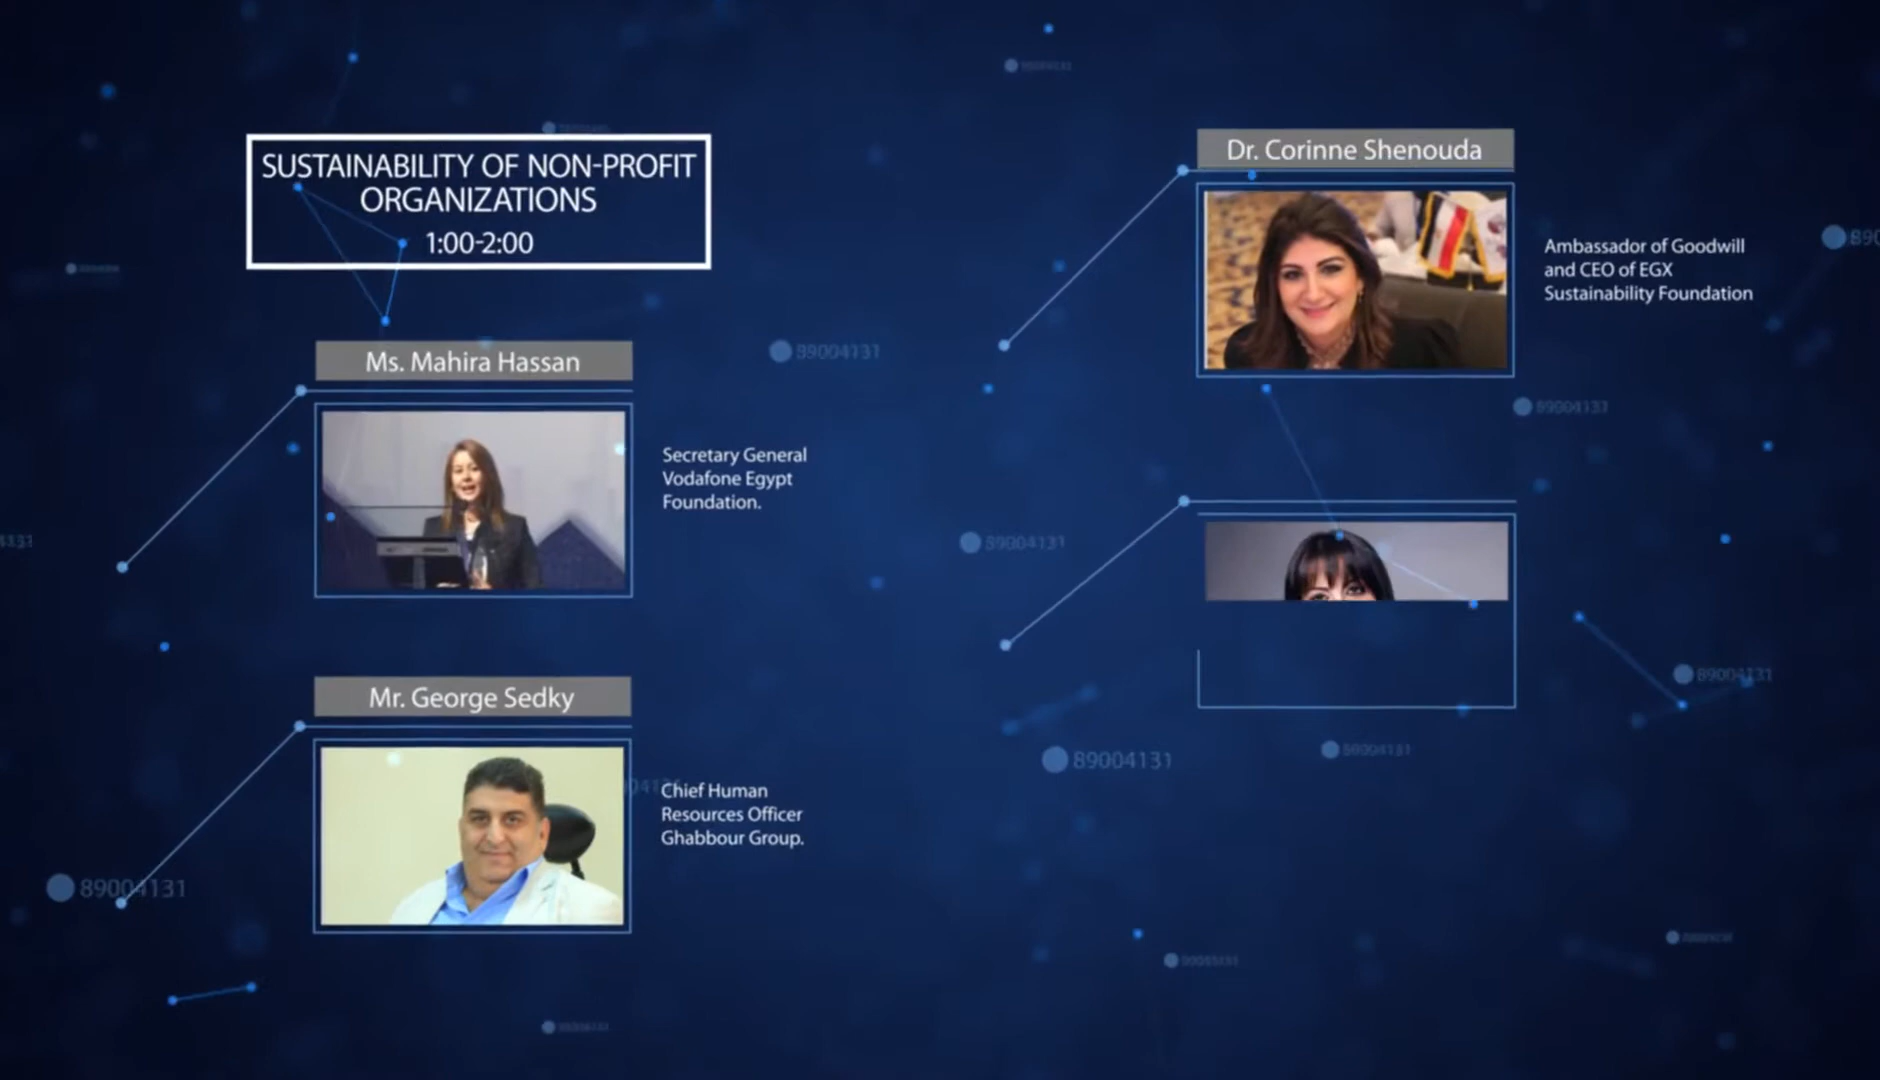 SUSTAINABILITY OF NON-PROFIT
ORGANIZATIONS
1:00-2:00
Ms. Mahira Hassan
Secretary General
Vodafone Egypt
Foundation.
Mr. George Sedky
Chief Human
Resources Officer
Ghabbour Group.
Dr. Corinne Shenouda
Ambassador of Goodwill
and CEO of EGX
Sustainability Foundation
89004131
89004131
89004131
89004131
89004131
89004131
89004131